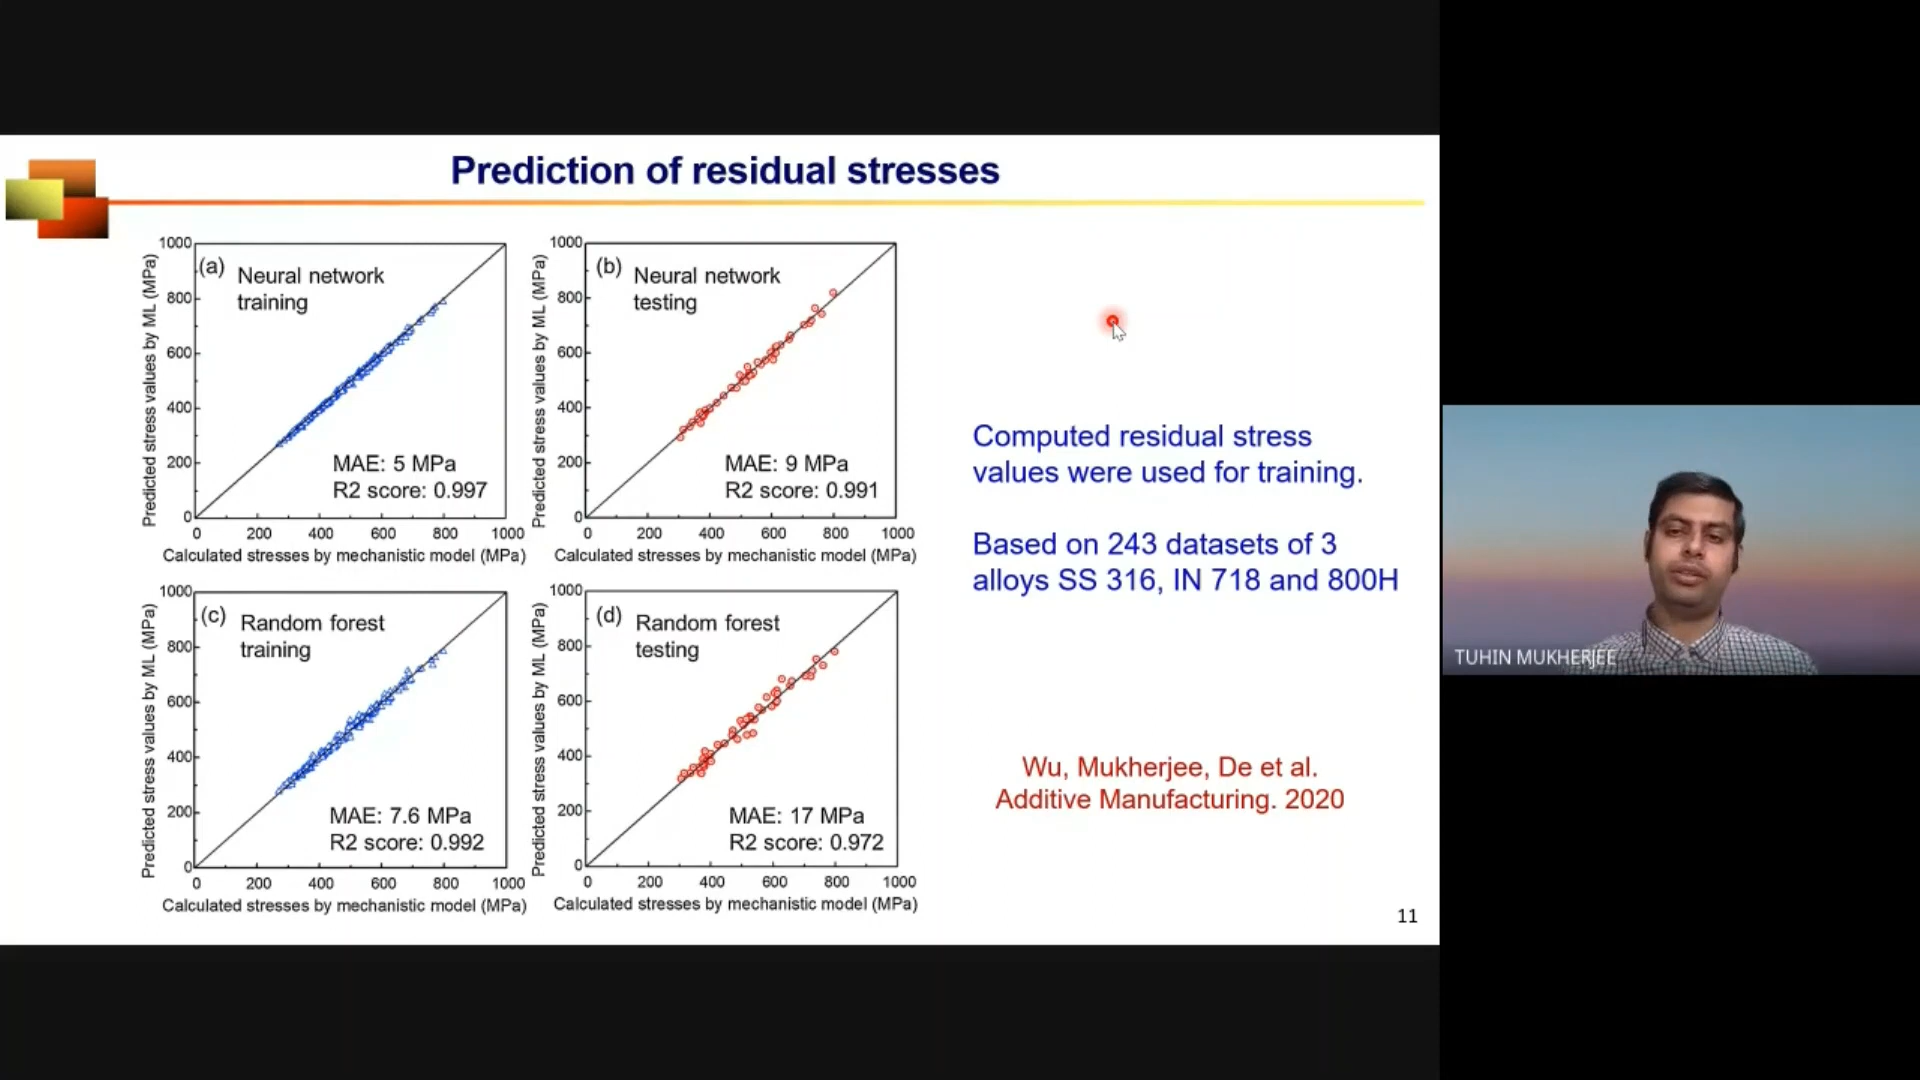 Prediction of residual stresses
(a) Neural network
training
MAE: 5 MPa
R2 score: 0.997
1000
800
600
400
200
0
0 200 400 600 800 1000
Predicted stress values by ML (MPa)
Calculated stresses by mechanistic model (MPa)
(b) Neural network
testing
MAE: 9 MPa
R2 score: 0.991
1000
800
600
400
200
0
0 200 400 600 800 1000
Predicted stress values by ML (MPa)
Calculated stresses by mechanistic model (MPa)
(c) Random forest
training
MAE: 7.6 MPa
R2 score: 0.992
1000
800
600
400
200
0
0 200 400 600 800 1000
Predicted stress values by ML (MPa)
Calculated stresses by mechanistic model (MPa)
(d) Random forest
testing
MAE: 17 MPa
R2 score: 0.972
1000
800
600
400
200
0
0 200 400 600 800 1000
Predicted stress values by ML (MPa)
Calculated stresses by mechanistic model (MPa)
Computed residual stress
values were used for training.
Based on 243 datasets of 3
alloys SS 316, IN 718 and 800H
Wu, Mukherjee, De et al.
Additive Manufacturing. 2020
11
TUHIN MUKHERJEE